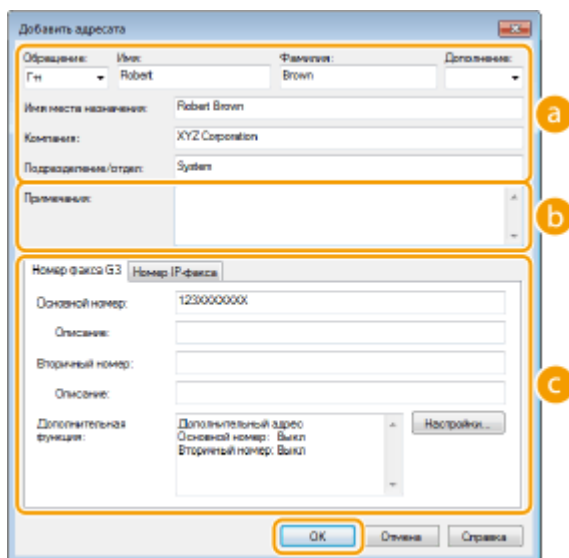 Добавить адресата
Обращение: Имя: Фамилия: Дополнение:
Г-н Robert Brown
Имя места назначения: Robert Brown
a
Компания: XYZ Corporation
Подразделение/отдел: System
Примечания:
b
Номер факса G3 Номер IP-факса
Основной номер: 123XXXXXXX
Описание:
Вторичный номер:
c
Описание:
Дополнительная функция: Дополнительный адрес
Основной номер: Выкл
Вторичный номер: Выкл
Настройки...
OK Отмена Справка